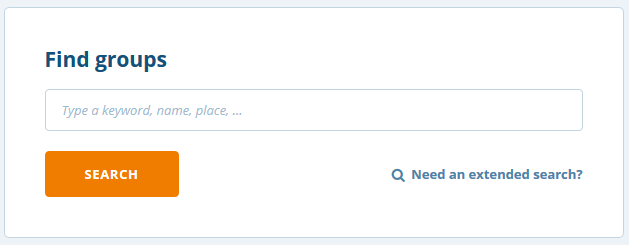 Find groups
Type a keyword, name, place, ...
SEARCH
Need an extended search?